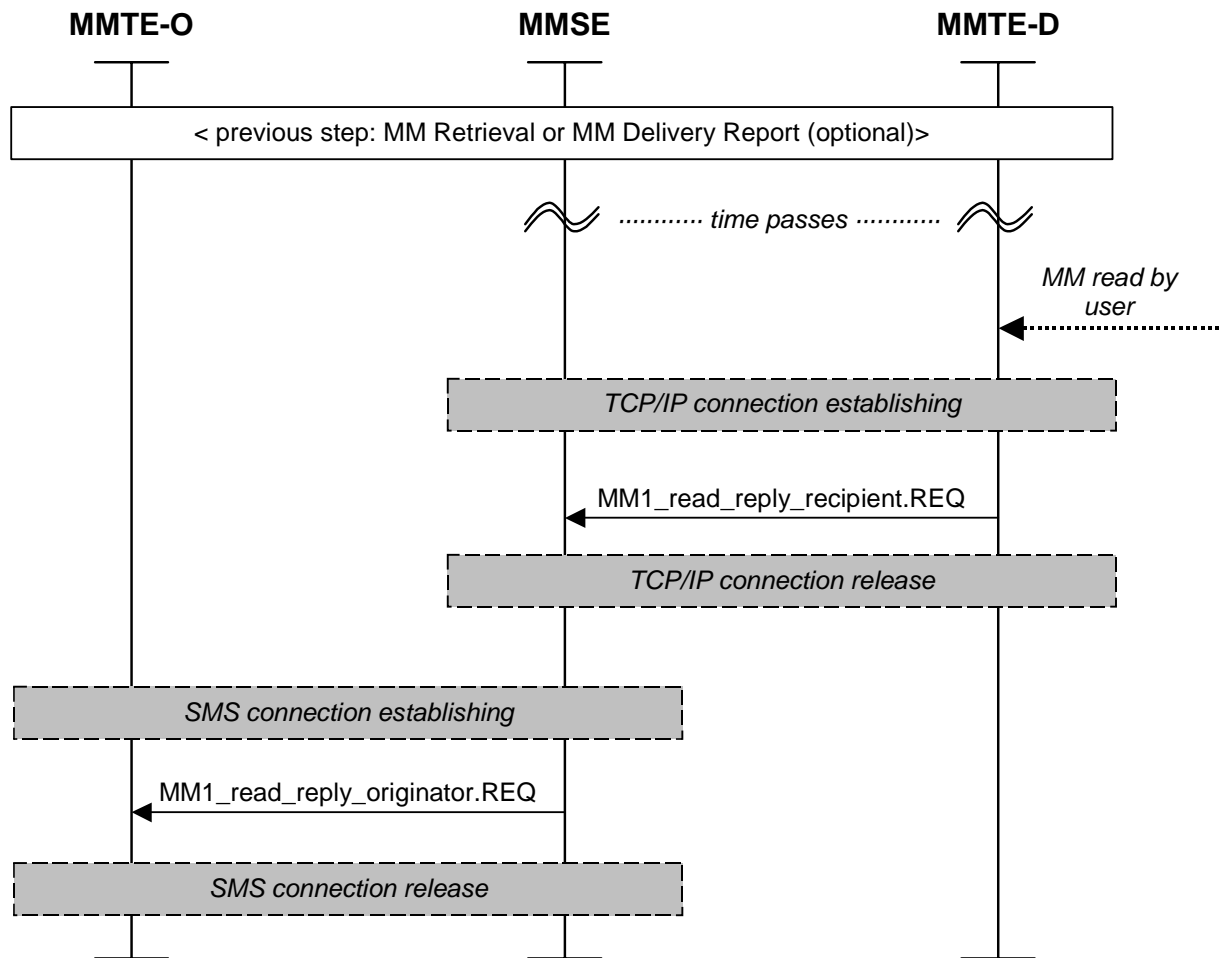 MMTE-O MMSE MMTE-D
< previous step: MM Retrieval or MM Delivery Report (optional)>
............ time passes ............
MM read by
user
TCP/IP connection establishing
MM1_read_reply_recipient.REQ
TCP/IP connection release
SMS connection establishing
MM1_read_reply_originator.REQ
SMS connection release